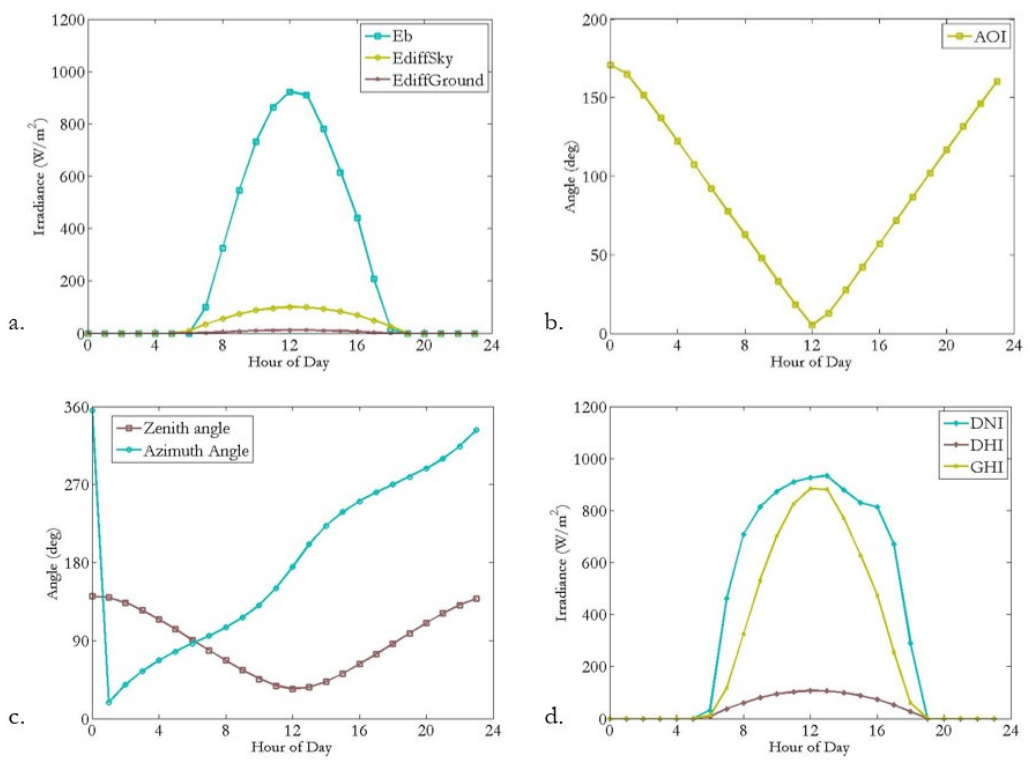 1200
1000
800
600
400
200
0
Irradiance (W/m²)
Eb
EdiffSky
EdiffGround
0 4 8 12 16 20 24
Hour of Day
a.
200
150
100
50
0
Angle (deg)
AOI
0 4 8 12 16 20 24
Hour of Day
b.
360
270
180
90
0
Angle (deg)
Zenith angle
Azimuth Angle
0 4 8 12 16 20 24
Hour of Day
c.
1200
1000
800
600
400
200
0
Irradiance (W/m²)
DNI
DHI
GHI
0 4 8 12 16 20 24
Hour of Day
d.